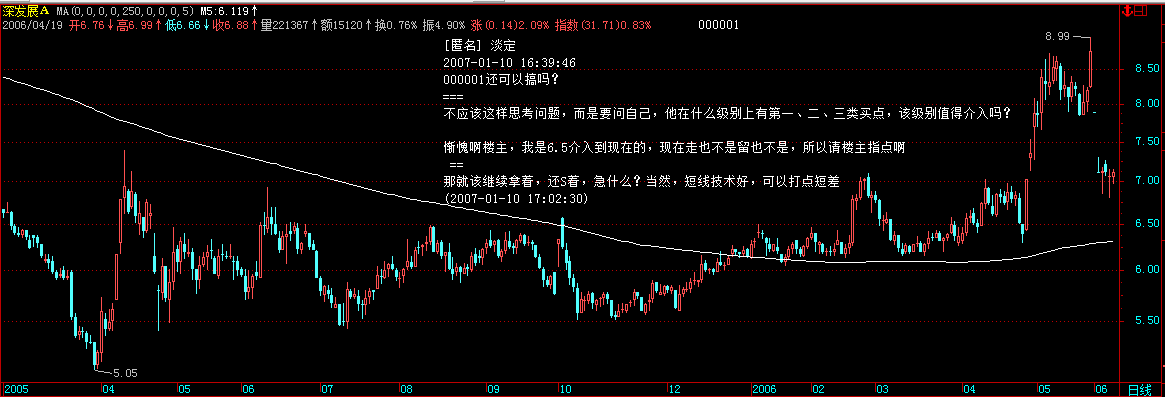 深发展A MA(0,0,0,0,250,0,0,0,5) M5:6.119↑
2006/04/19 开6.76↓高6.99↑低6.66↓收6.88↑量221367↑额15120↑换0.76% 振4.90% 涨(0.14)2.09% 指数(31.71)0.83% 000001
8.99
[匿名] 淡定
2007-01-10 16:39:46
000001还可以搞吗?
===
不应该这样思考问题，而是要问自己，他在什么级别上有第一、二、三类买点，该级别值得介入吗?
惭愧啊楼主，我是6.5介入到现在的，现在走也不是留也不是，所以请楼主指点啊
==
那就该继续拿着，还S着，急什么? 当然，短线技术好，可以打点短差
(2007-01-10 17:02:30)
8.50
8.00
7.50
7.00
6.50
6.00
5.50
5.05
2005 04 05 06 07 08 09 10 12 2006 02 03 04 05 06 日线